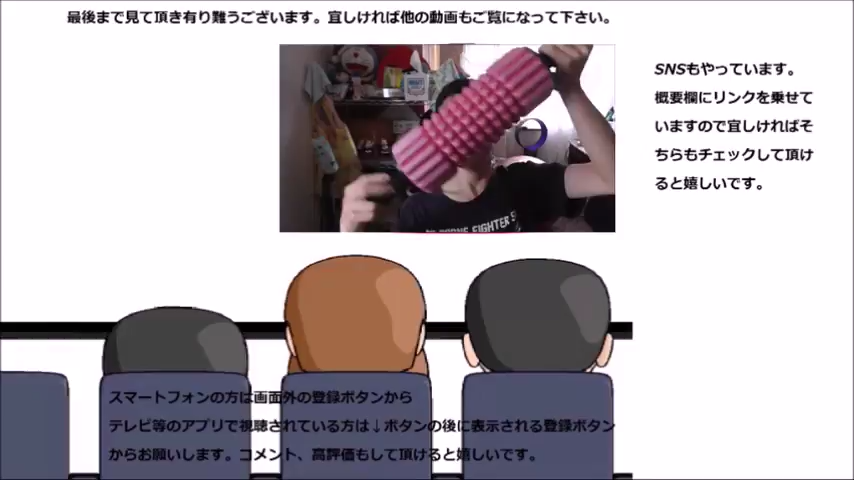 最後まで見て頂き有り難うございます。宜しければ他の動画もご覧になって下さい。
SNSもやっています。
概要欄にリンクを乗せて
いますので宜しければそ
ちらもチェックして頂け
ると嬉しいです。
FIGHTER S
スマートフォンの方は画面外の登録ボタンから
テレビ等のアプリで視聴されている方は↓ボタンの後に表示される登録ボタン
からお願いします。コメント、高評価もして頂けると嬉しいです。